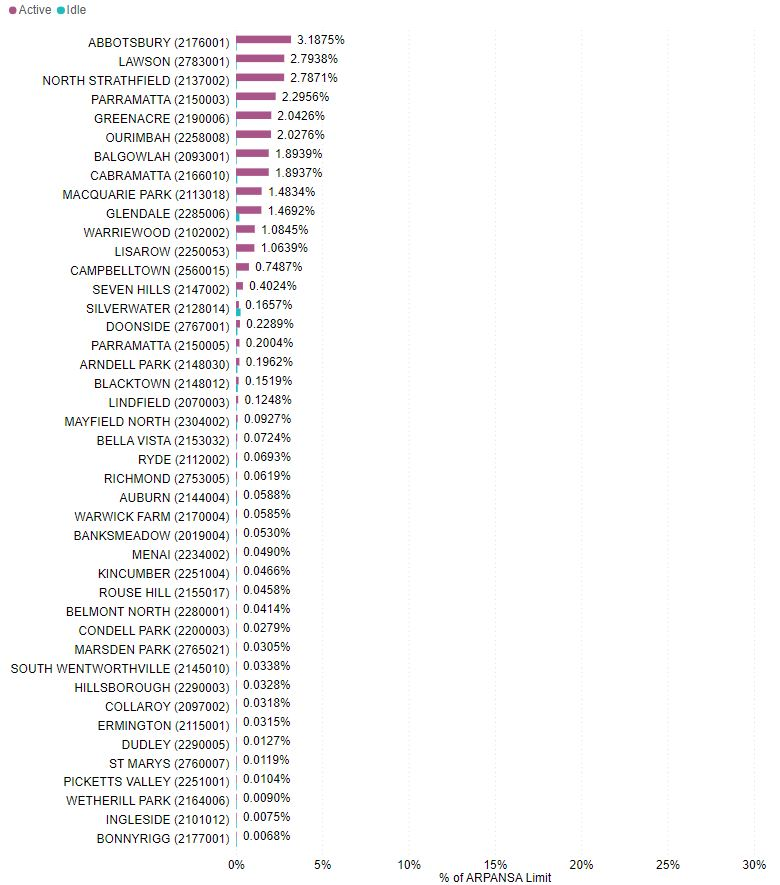 Active Idle
ABBOTSBURY (2176001) 3.1875%
LAWSON (2783001) 2.7938%
NORTH STRATHFIELD (2137002) 2.7871%
PARRAMATTA (2150003) 2.2956%
GREENACRE (2190006) 2.0426%
OURIMBAH (2258008) 2.0276%
BALGOWLAH (2093001) 1.8939%
CABRAMATTA (2166010) 1.8937%
MACQUARIE PARK (2113018) 1.4834%
GLENDALE (2285006) 1.4692%
WARRIEWOOD (2102002) 1.0845%
LISAROW (2250053) 1.0639%
CAMPBELLTOWN (2560015) 0.7487%
SEVEN HILLS (2147002) 0.4024%
SILVERWATER (2128014) 0.1657%
DOONSIDE (2767001) 0.2289%
PARRAMATTA (2150005) 0.2004%
ARNDELL PARK (2148030) 0.1962%
BLACKTOWN (2148012) 0.1519%
LINDFIELD (2070003) 0.1248%
MAYFIELD NORTH (2304002) 0.0927%
BELLA VISTA (2153032) 0.0724%
RYDE (2112002) 0.0693%
RICHMOND (2753005) 0.0619%
AUBURN (2144004) 0.0588%
WARWICK FARM (2170004) 0.0585%
BANKSMEADOW (2019004) 0.0530%
MENAI (2234002) 0.0490%
KINCUMBER (2251004) 0.0466%
ROUSE HILL (2155017) 0.0458%
BELMONT NORTH (2280001) 0.0414%
CONDELL PARK (2200003) 0.0279%
MARSDEN PARK (2765021) 0.0305%
SOUTH WENTWORTHVILLE (2145010) 0.0338%
HILLSBOROUGH (2290003) 0.0328%
COLLAROY (2097002) 0.0318%
ERMINGTON (2115001) 0.0315%
DUDLEY (2290005) 0.0127%
ST MARYS (2760007) 0.0119%
PICKETTS VALLEY (2251001) 0.0104%
WETHERILL PARK (2164006) 0.0090%
INGLESIDE (2101012) 0.0075%
BONNYRIGG (2177001) 0.0068%
0% 5% 10% 15% 20% 25% 30%
% of ARPANSA Limit